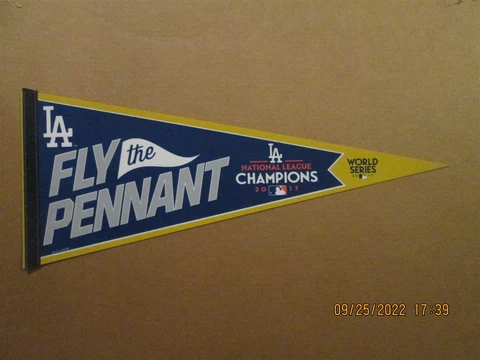 LA
FLY the
PENNANT
LA
NATIONAL LEAGUE
CHAMPIONS
2017
WORLD
SERIES
09/25/2022 17:39